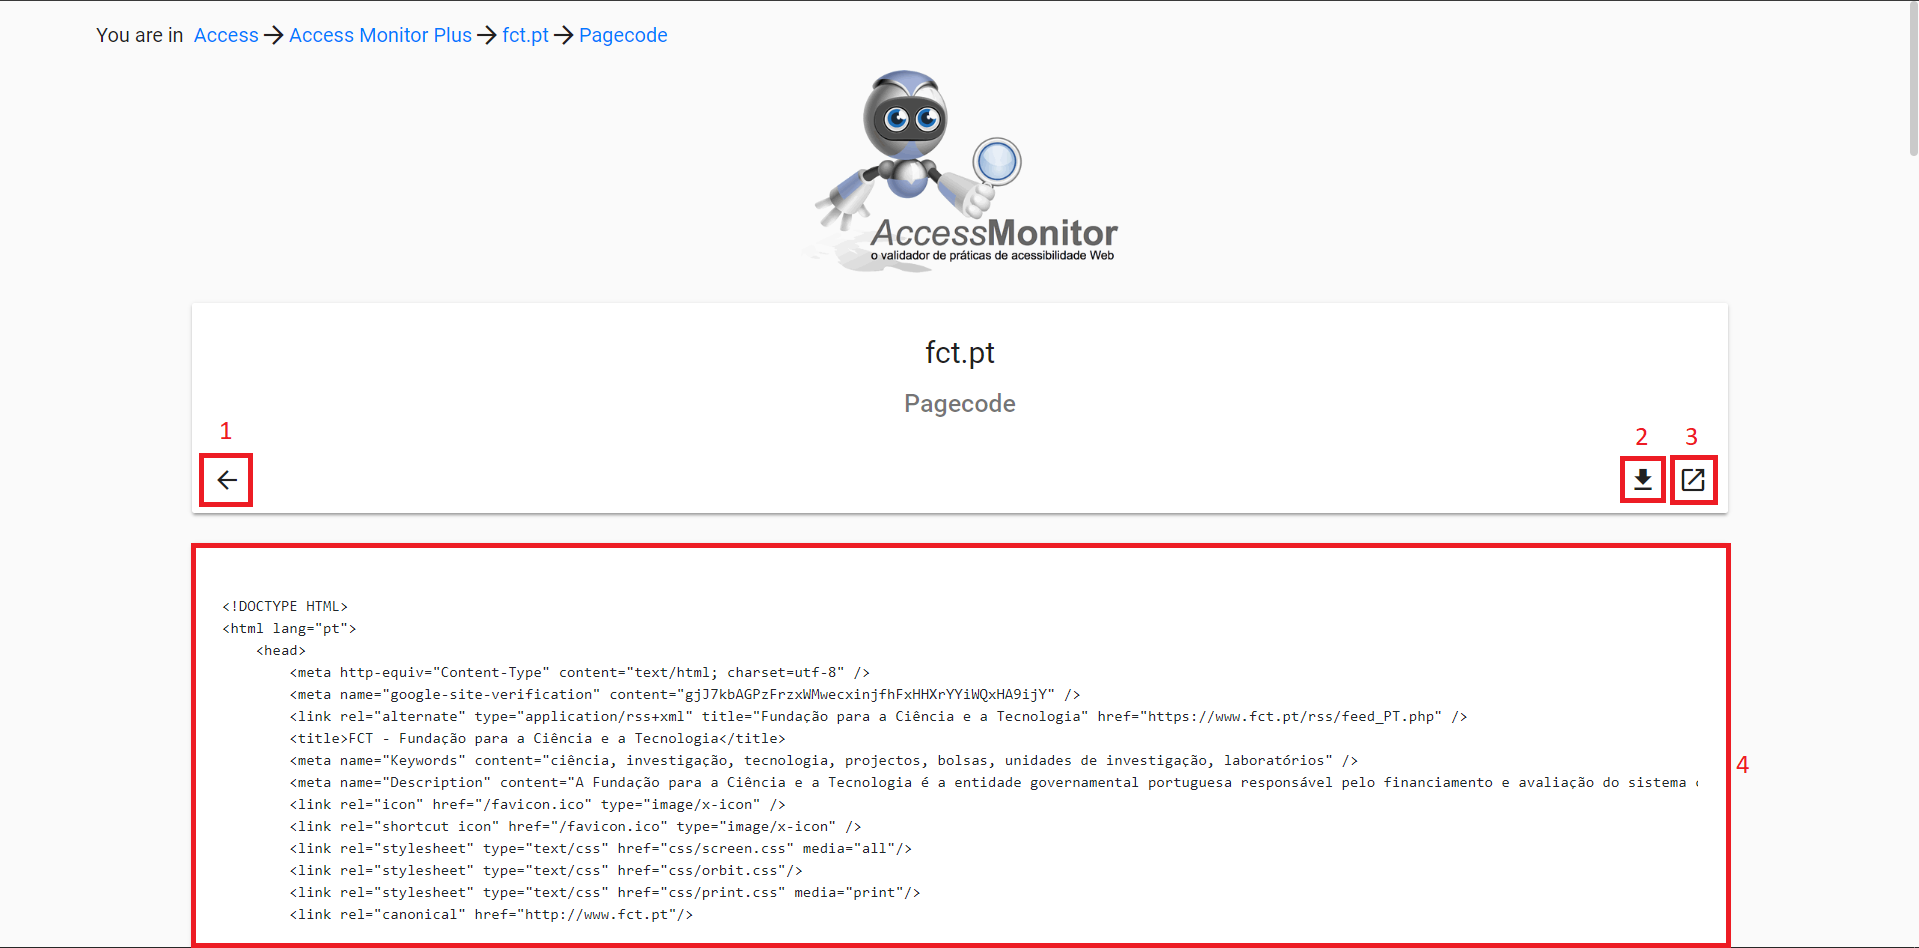 You are in Access → Access Monitor Plus → fct.pt → Pagecode
AccessMonitor
o validador de práticas de acessibilidade Web
fct.pt
Pagecode
1
2 3
<!DOCTYPE HTML>
<html lang="pt">
<head>
<meta http-equiv="Content-Type" content="text/html; charset=utf-8" />
<meta name="google-site-verification" content="gjJ7kbAGPzFrzxWMwecxinjfhFxHHXrYYiWQxHA9ijY" />
<link rel="alternate" type="application/rss+xml" title="Fundação para a Ciência e a Tecnologia" href="https://www.fct.pt/rss/feed_PT.php" />
<title>FCT - Fundação para a Ciência e a Tecnologia</title>
<meta name="Keywords" content="ciência, investigação, tecnologia, projectos, bolsas, unidades de investigação, laboratórios" />
4
<meta name="Description" content="A Fundação para a Ciência e a Tecnologia é a entidade governamental portuguesa responsável pelo financiamento e avaliação do sistema
<link rel="icon" href="/favicon.ico" type="image/x-icon" />
<link rel="shortcut icon" href="/favicon.ico" type="image/x-icon" />
<link rel="stylesheet" type="text/css" href="css/screen.css" media="all"/>
<link rel="stylesheet" type="text/css" href="css/orbit.css"/>
<link rel="stylesheet" type="text/css" href="css/print.css" media="print"/>
<link rel="canonical" href="http://www.fct.pt"/>